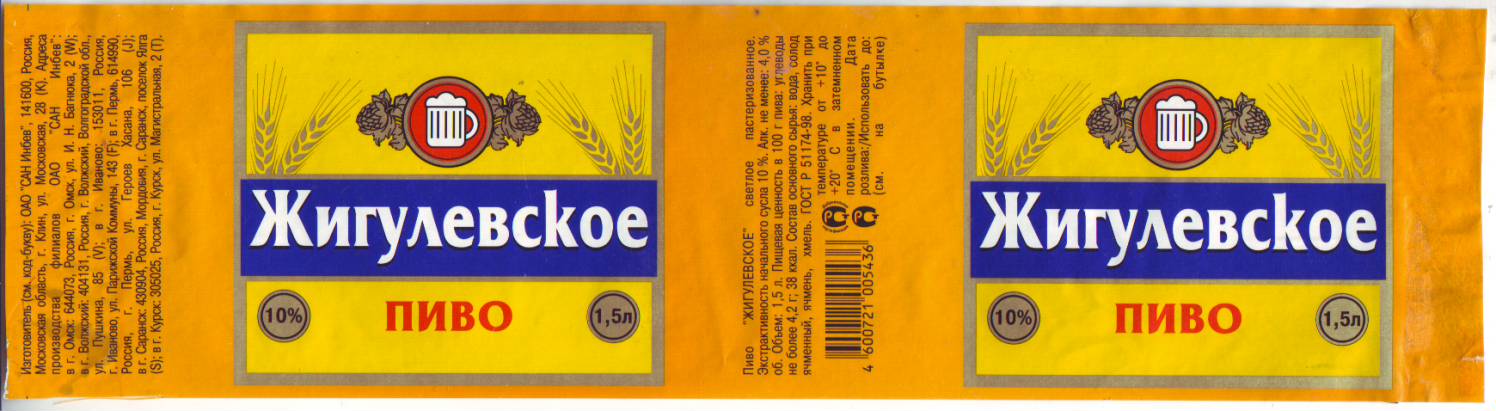 Изготовитель (см. код-букву): ОАО "САН Инбев", 141600, Россия,
Московская область, г. Клин, ул. Московская, 28 (K). Адреса
производства филиалов ОАО "САН Инбев":
в г. Омск: 644073, Россия, г. Омск, ул. И. Н. Багнюка, 2 (W);
в г. Волжский: 404131, Россия, г. Волжский, Волгоградской обл.,
ул. Пушкина, 85 (V); в г. Иваново: 153011, Россия,
г. Иваново, ул. Парижской Коммуны, 143 (F); в г. Пермь, 614990,
Россия, г. Пермь, ул. Героев Хасана, 106 (J);
в г. Саранск: 430904, Россия, Мордовия, г. Саранск, поселок Ялга
(S); в г. Курск: 305025, Россия, г. Курск, ул. Магистральная, 2 (T).
Жигулевское
10%
ПИВО
1,5л
Пиво "ЖИГУЛЕВСКОЕ" светлое пастеризованное.
Экстрактивность начального сусла 10 %. Алк. не менее: 4,0 %
об. Объем: 1,5 л. Пищевая ценность в 100 г пива: углеводы
не более 4,2 г; 38 ккал. Состав основного сырья: вода, солод
ячменный, ячмень, хмель. ГОСТ Р 51174-98. Хранить при
температуре от +10° до
+20° С в затемненном
помещении. Дата
розлива:/Использовать до:
(см. на бутылке)
4 600721 005436
Жигулевское
10%
ПИВО
1,5л